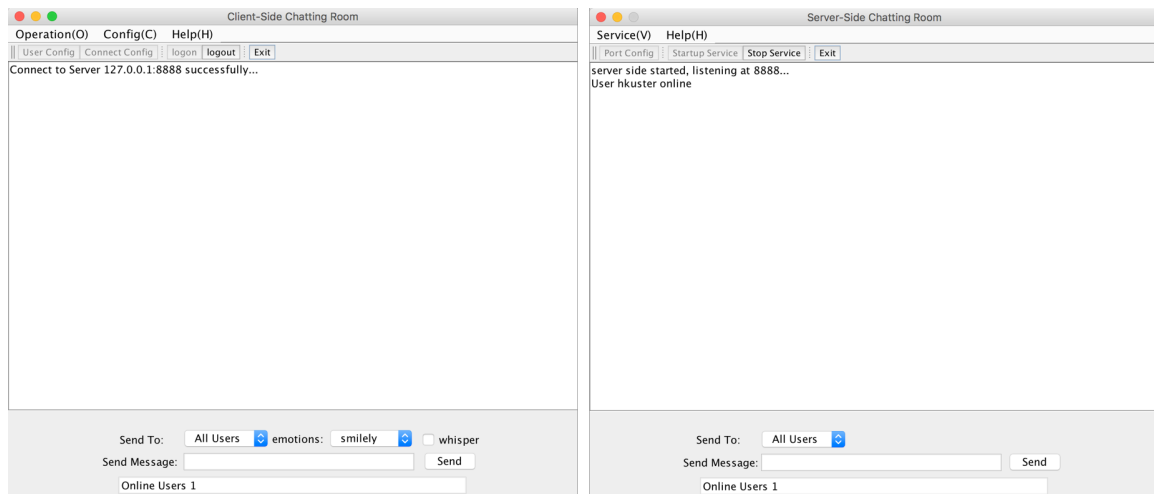 Client-Side Chatting Room
Operation(O) Config(C) Help(H)
User Config Connect Config logon logout Exit
Connect to Server 127.0.0.1:8888 successfully...
Send To: All Users emotions: smilely whisper
Send Message: Send
Online Users 1
Server-Side Chatting Room
Service(V) Help(H)
Port Config Startup Service Stop Service Exit
server side started, listening at 8888...
User hkuster online
Send To: All Users
Send Message: Send
Online Users 1